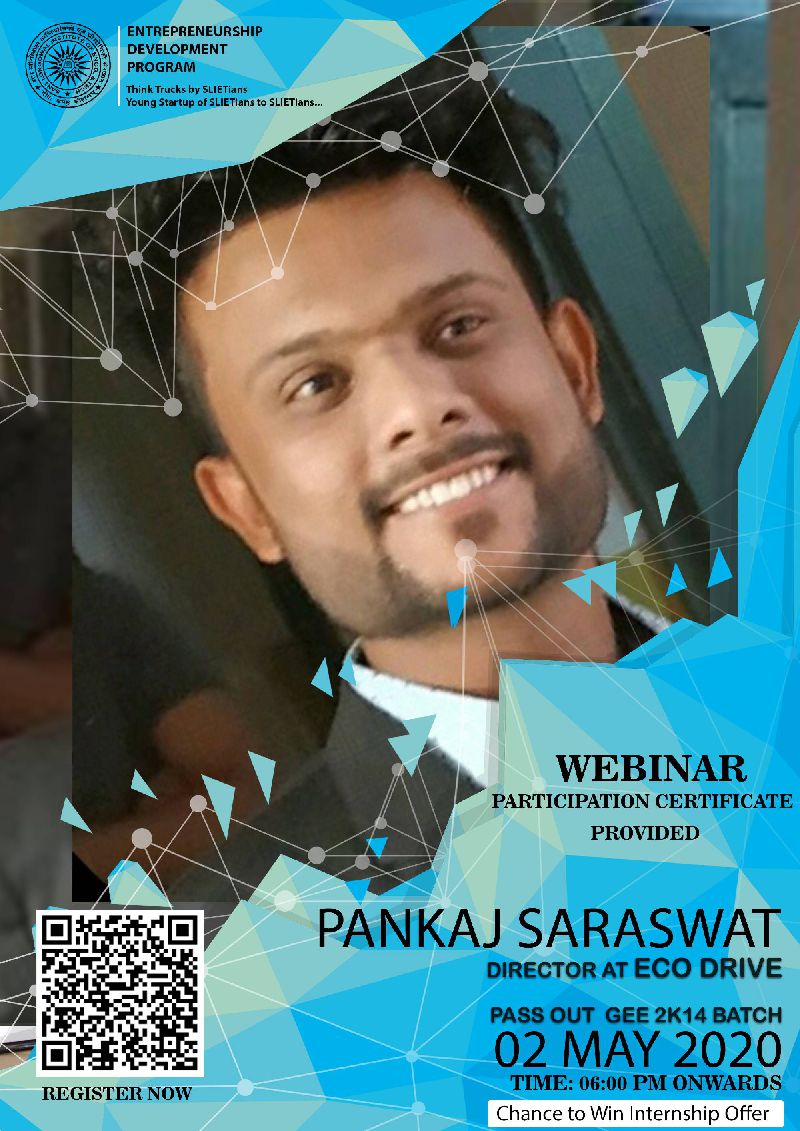 ENTREPRENEURSHIP
DEVELOPMENT
PROGRAM
Think Trucks by SLIETians
Young Startup of SLIETians to SLIETians...
WEBINAR
PARTICIPATION CERTIFICATE
PROVIDED
PANKAJ SARASWAT
DIRECTOR AT ECO DRIVE
PASS OUT GEE 2K14 BATCH
02 MAY 2020
TIME: 06:00 PM ONWARDS
Chance to Win Internship Offer
REGISTER NOW